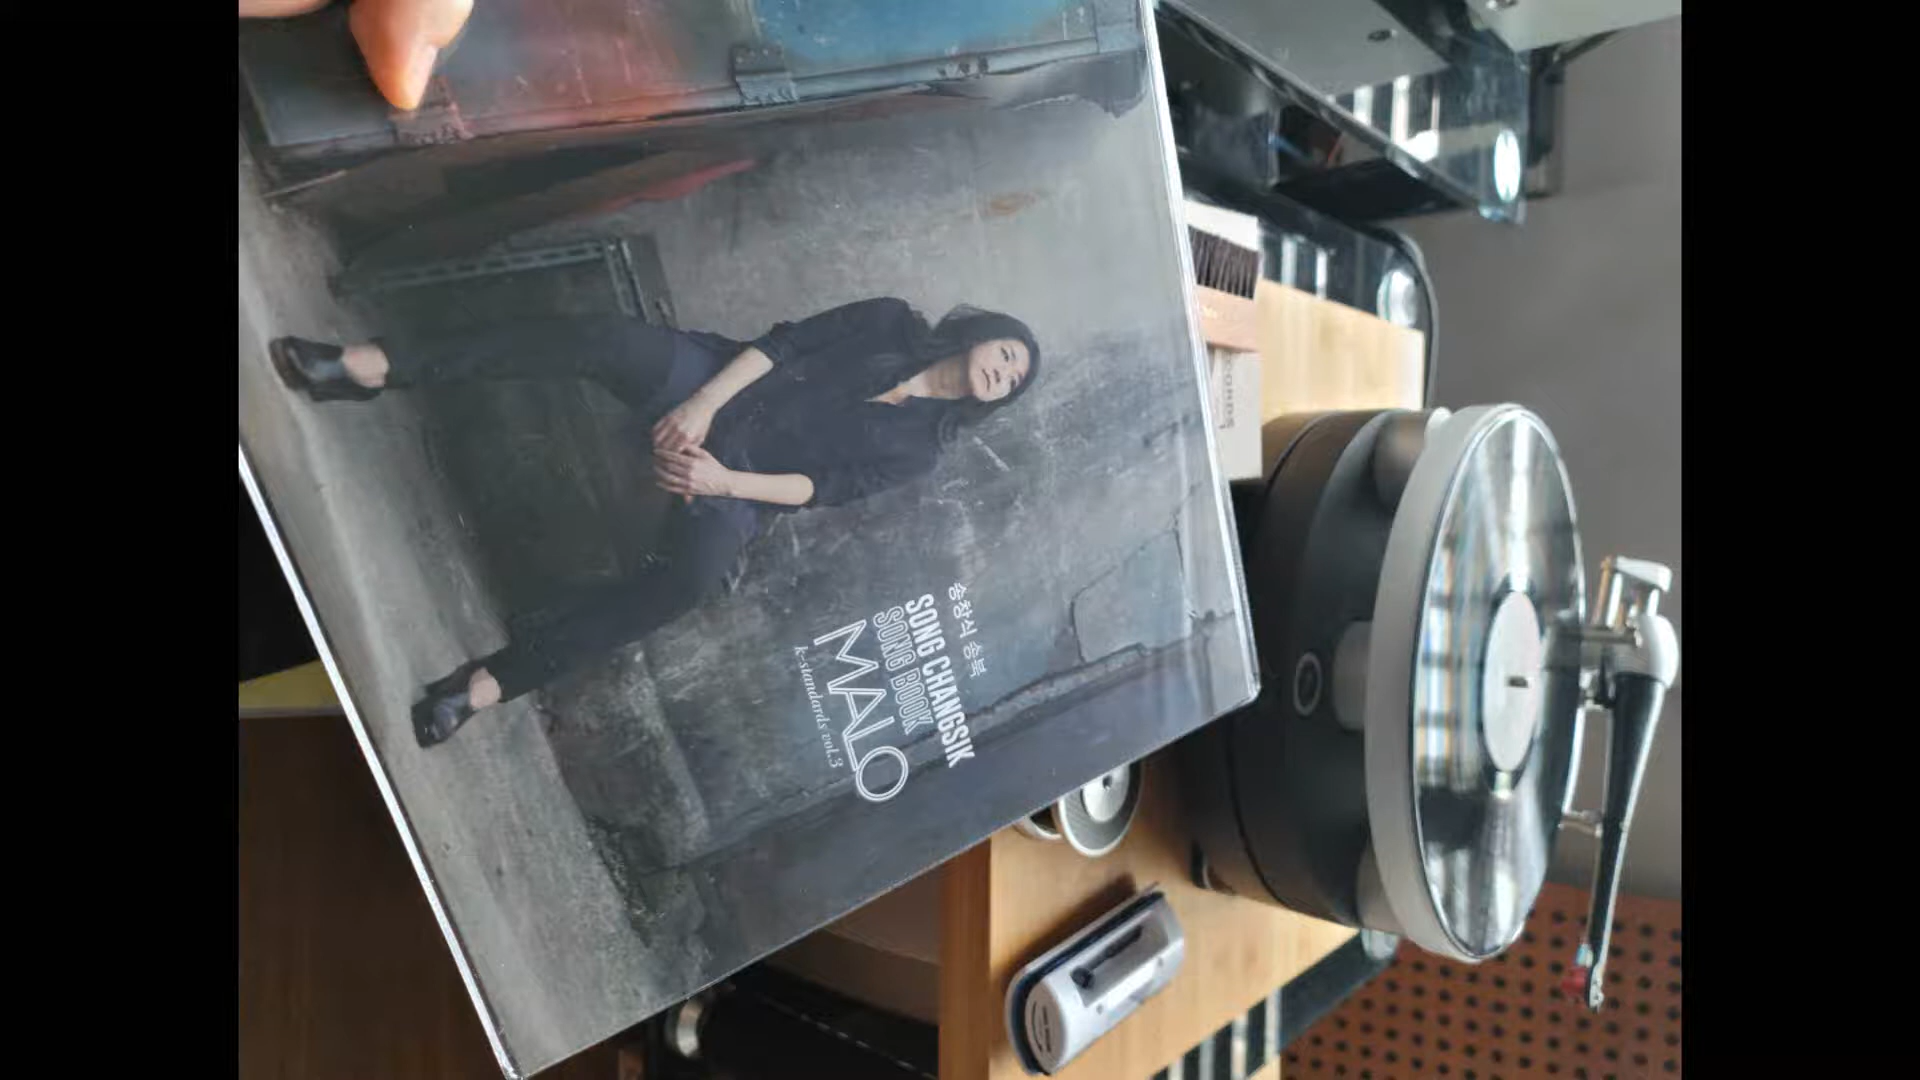 송창식 송북
SONG CHANGSIK
SONG BOOK
MALO
k-standards vol.3